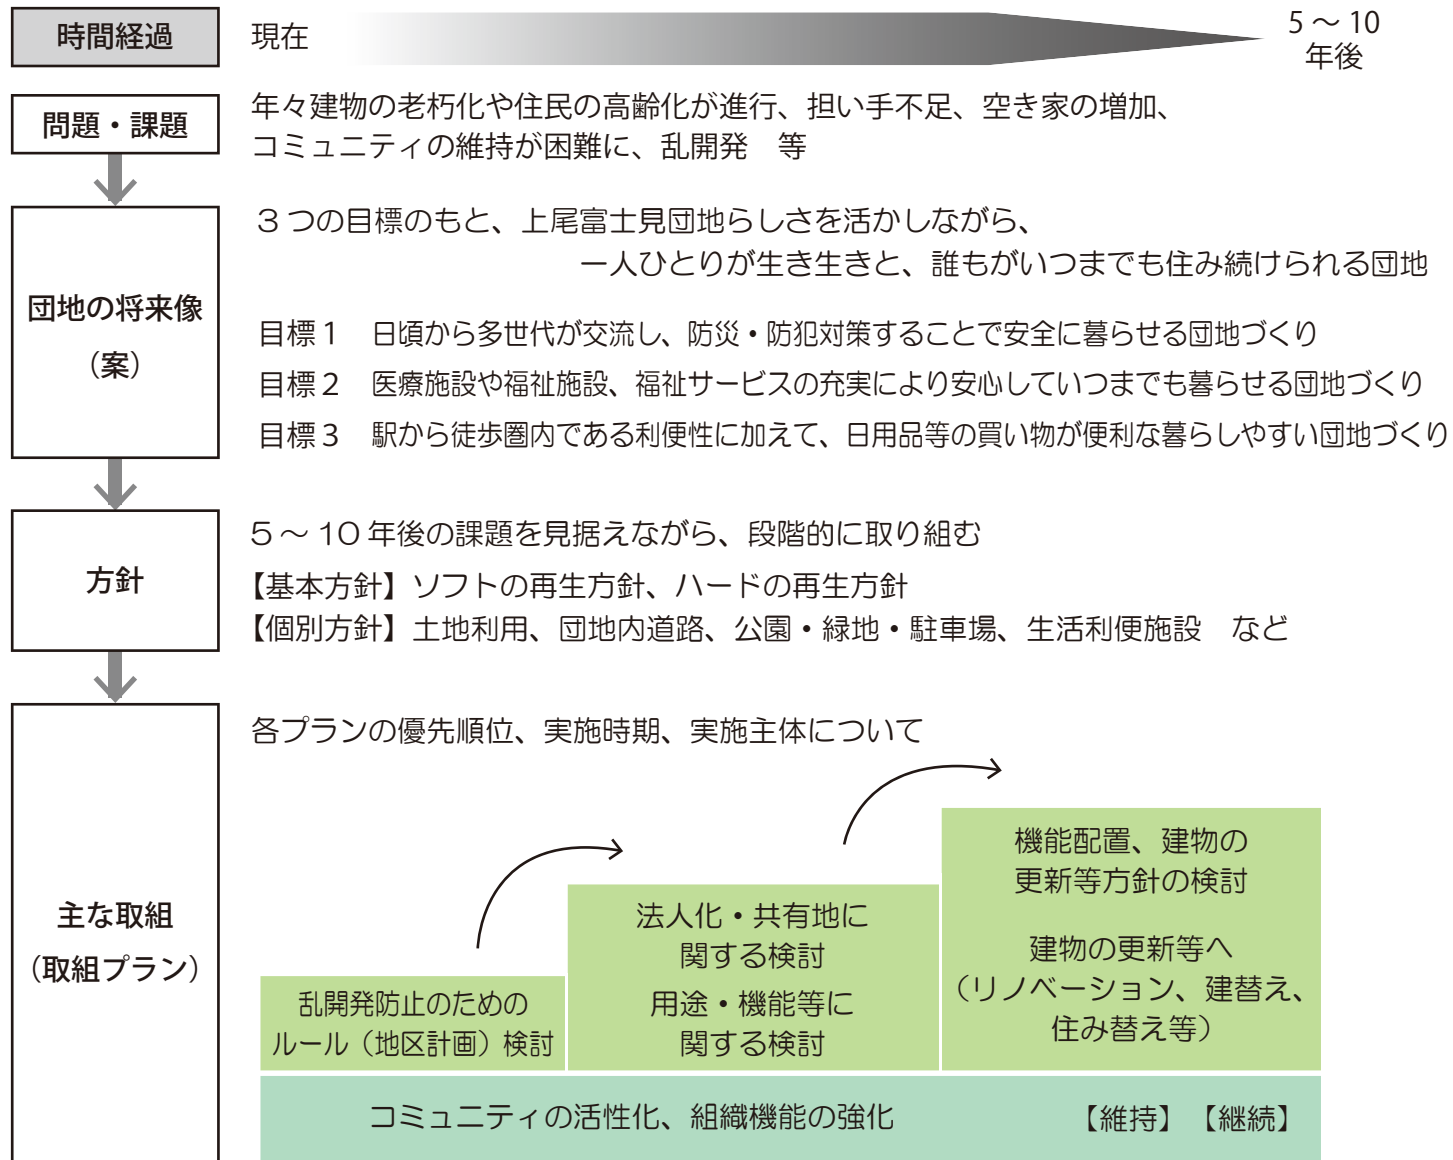 時間経過
現在
5～10
年後
問題・課題
年々建物の老朽化や住民の高齢化が進行、担い手不足、空き家の増加、
コミュニティの維持が困難に、乱開発　等
団地の将来像
（案）
3つの目標のもと、上尾富士見団地らしさを活かしながら、
一人ひとりが生き生きと、誰もがいつまでも住み続けられる団地
目標1　日頃から多世代が交流し、防災・防犯対策することで安全に暮らせる団地づくり
目標2　医療施設や福祉施設、福祉サービスの充実により安心していつまでも暮らせる団地づくり
目標3　駅から徒歩圏内である利便性に加えて、日用品等の買い物が便利な暮らしやすい団地づくり
方針
5～10年後の課題を見据えながら、段階的に取り組む
【基本方針】ソフトの再生方針、ハードの再生方針
【個別方針】土地利用、団地内道路、公園・緑地・駐車場、生活利便施設　など
主な取組
（取組プラン）
各プランの優先順位、実施時期、実施主体について
乱開発防止のための
ルール（地区計画）検討
法人化・共有地に
関する検討
用途・機能等に
関する検討
機能配置、建物の
更新等方針の検討
建物の更新等へ
（リノベーション、建替え、
住み替え等）
コミュニティの活性化、組織機能の強化　【維持】【継続】